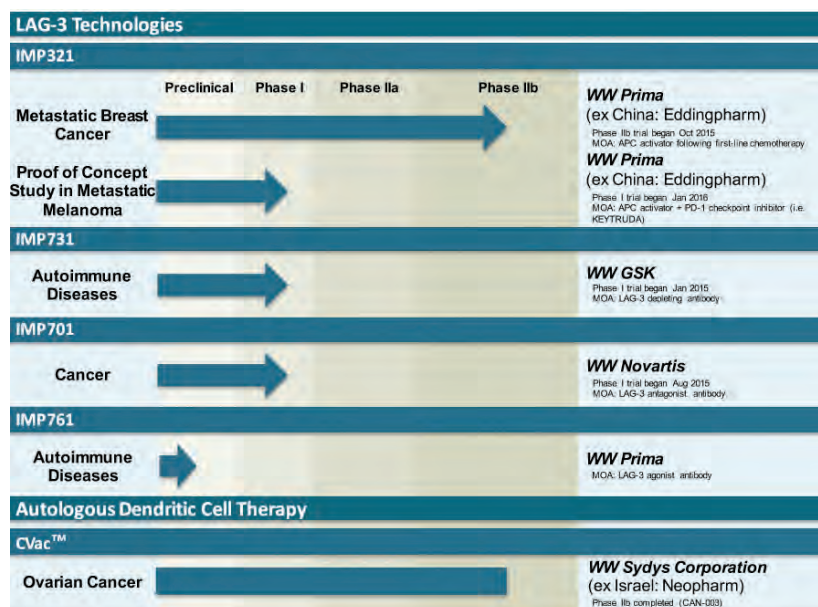 LAG-3 Technologies
IMP321
Preclinical Phase I Phase IIa Phase IIb
Metastatic Breast
Cancer
WW Prima
(ex China: Eddingpharm)
Phase IIb trial began Oct 2015
MOA: APC activator following first-line chemotherapy
Proof of Concept
Study in Metastatic
Melanoma
WW Prima
(ex China: Eddingpharm)
Phase I trial began Jan 2016
MOA: APC activator + PD-1 checkpoint inhibitor (i.e.
KEYTRUDA)
IMP731
Autoimmune
Diseases
WW GSK
Phase I trial began Jan 2015
MOA: LAG-3 depleting antibody
IMP701
Cancer
WW Novartis
Phase I trial began Aug 2015
MOA: LAG-3 antagonist antibody
IMP761
Autoimmune
Diseases
WW Prima
MOA: LAG-3 agonist antibody
Autologous Dendritic Cell Therapy
CVac™
Ovarian Cancer
WW Sydys Corporation
(ex Israel: Neopharm)
Phase IIb completed (CAN-003)